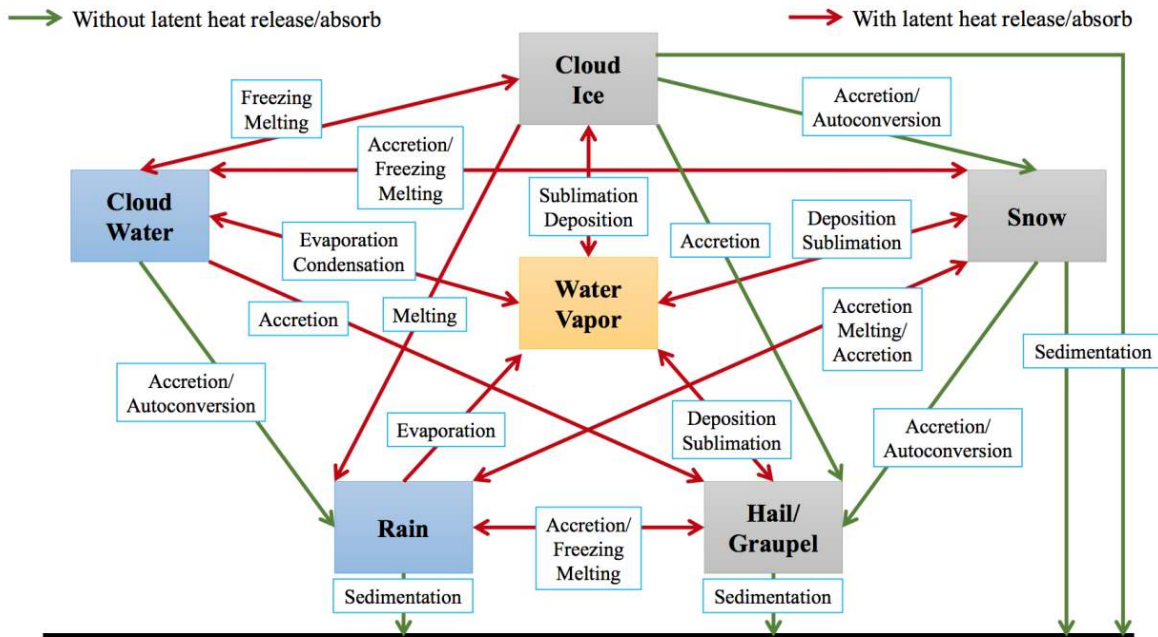 Without latent heat release/absorb
With latent heat release/absorb
Cloud
Ice
Freezing
Melting
Accretion/
Autoconversion
Accretion/
Freezing
Melting
Cloud
Water
Sublimation
Deposition
Snow
Evaporation
Condensation
Accretion
Deposition
Sublimation
Water
Vapor
Accretion
Melting
Accretion
Melting/
Accretion
Sedimentation
Accretion/
Autoconversion
Evaporation
Deposition
Sublimation
Accretion/
Autoconversion
Rain
Accretion/
Freezing
Melting
Hail/
Graupel
Sedimentation
Sedimentation